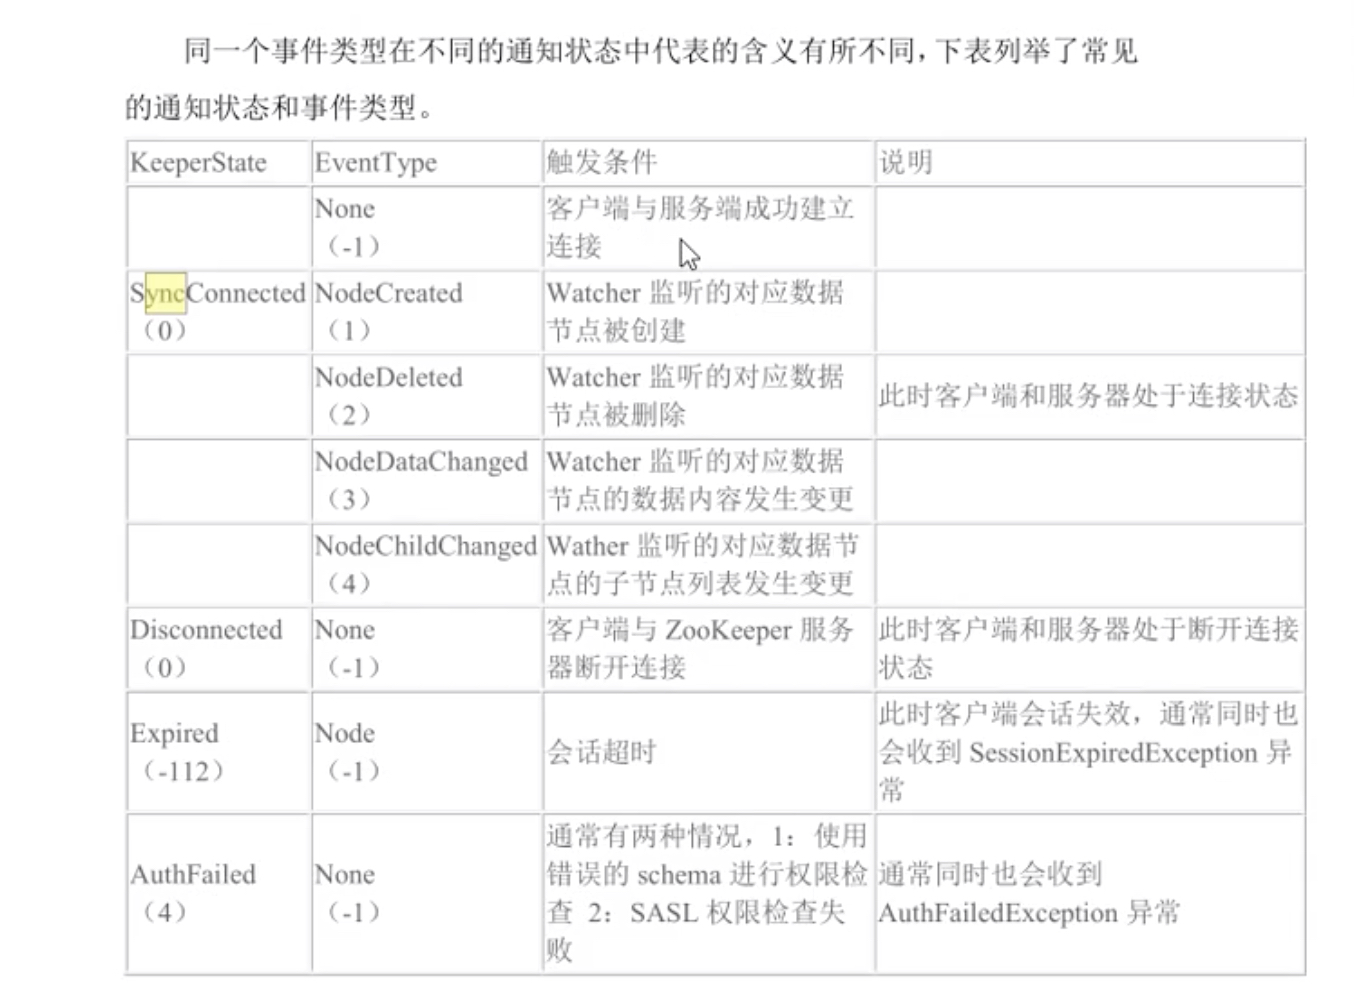 同一个事件类型在不同的通知状态中代表的含义有所不同，下表列举了常见
的通知状态和事件类型。
KeeperState EventType 触发条件 说明
None
（-1）
客户端与服务端成功建立
连接
SyncConnected
（0）
NodeCreated
（1）
Watcher 监听的对应数据
节点被创建
NodeDeleted
（2）
Watcher 监听的对应数据
节点被删除
此时客户端和服务器处于连接状态
NodeDataChanged
（3）
Watcher 监听的对应数据
节点的数据内容发生变更
NodeChildChanged
（4）
Wather 监听的对应数据节
点的子节点列表发生变更
Disconnected
（0）
None
（-1）
客户端与 ZooKeeper 服务
器断开连接
此时客户端和服务器处于断开连接
状态
Expired
（-112）
Node
（-1）
会话超时
此时客户端会话失效，通常同时也
会收到 SessionExpiredException 异
常
AuthFailed
（4）
None
（-1）
通常有两种情况，1：使用
错误的 schema 进行权限检
查 2：SASL 权限检查失
败
通常同时也会收到
AuthFailedException 异常